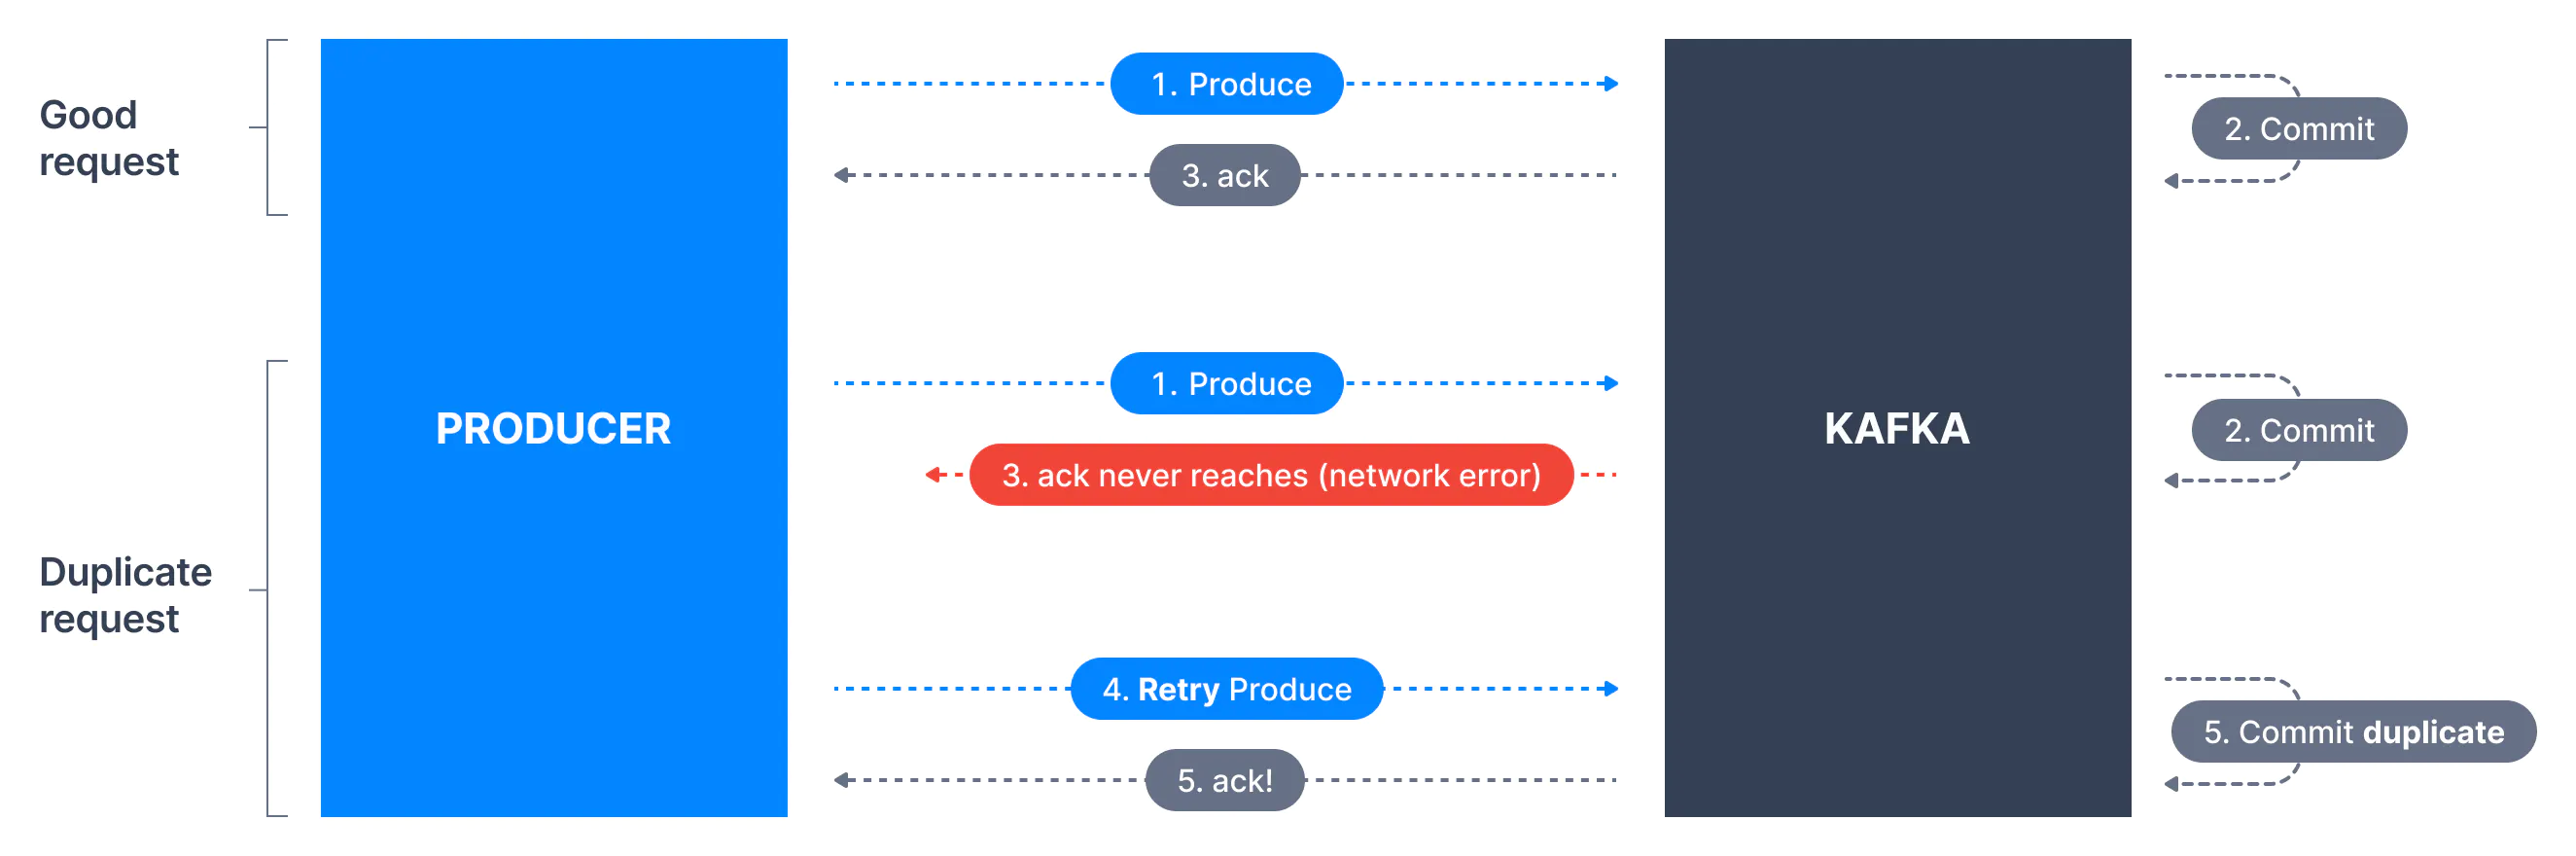 Good
request
PRODUCER
1. Produce
3. ack
KAFKA
2. Commit
Duplicate
request
1. Produce
2. Commit
3. ack never reaches (network error)
4. Retry Produce
5. Commit duplicate
5. ack!